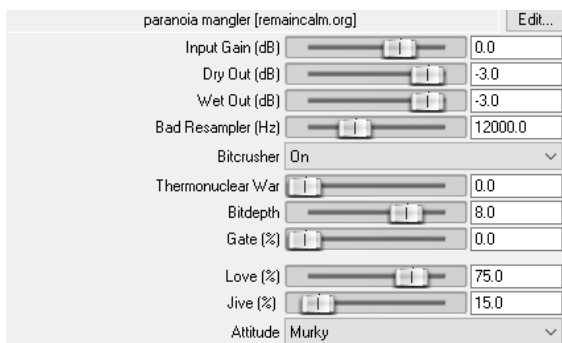 paranoia mangler [remaincalm.org] Edit...
Input Gain (dB) 0.0
Dry Out (dB) -3.0
Wet Out (dB) -3.0
Bad Resampler (Hz) 12000.0
Bitcrusher On
Thermonuclear War 0.0
Bitdepth 8.0
Gate (%) 0.0
Love (%) 75.0
Jive (%) 15.0
Attitude Murky